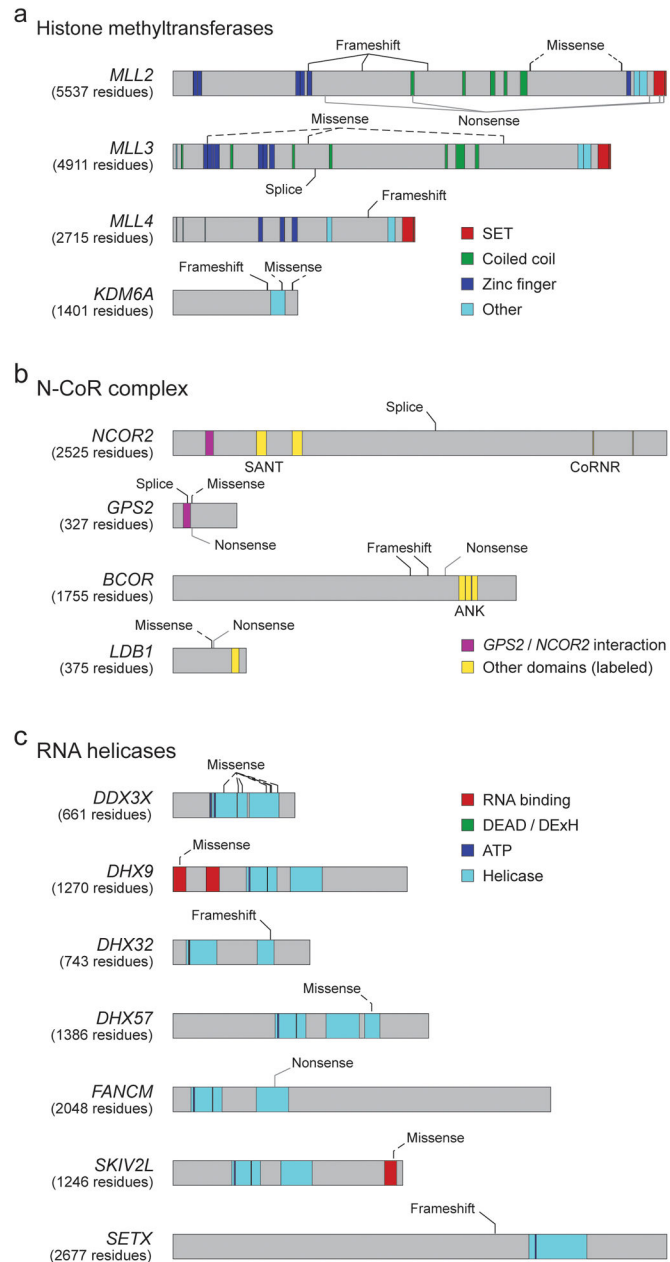 a
Histone methyltransferases
Frameshift
Missense
MLL2
(5537 residues)
Nonsense
Missense
MLL3
(4911 residues)
Splice
Frameshift
MLL4
(2715 residues)
SET
Coiled coil
Zinc finger
Other
Frameshift
Missense
KDM6A
(1401 residues)
b
N-CoR complex
Splice
NCOR2
(2525 residues)
SANT
CoRNR
Splice
Missense
GPS2
(327 residues)
Nonsense
Frameshift
Nonsense
BCOR
(1755 residues)
ANK
Missense
Nonsense
LDB1
(375 residues)
GPS2 / NCOR2 interaction
Other domains (labeled)
c
RNA helicases
Missense
DDX3X
(661 residues)
RNA binding
DEAD / DExH
ATP
Helicase
Missense
DHX9
(1270 residues)
Frameshift
DHX32
(743 residues)
Missense
DHX57
(1386 residues)
Nonsense
FANCM
(2048 residues)
Missense
SKIV2L
(1246 residues)
Frameshift
SETX
(2677 residues)